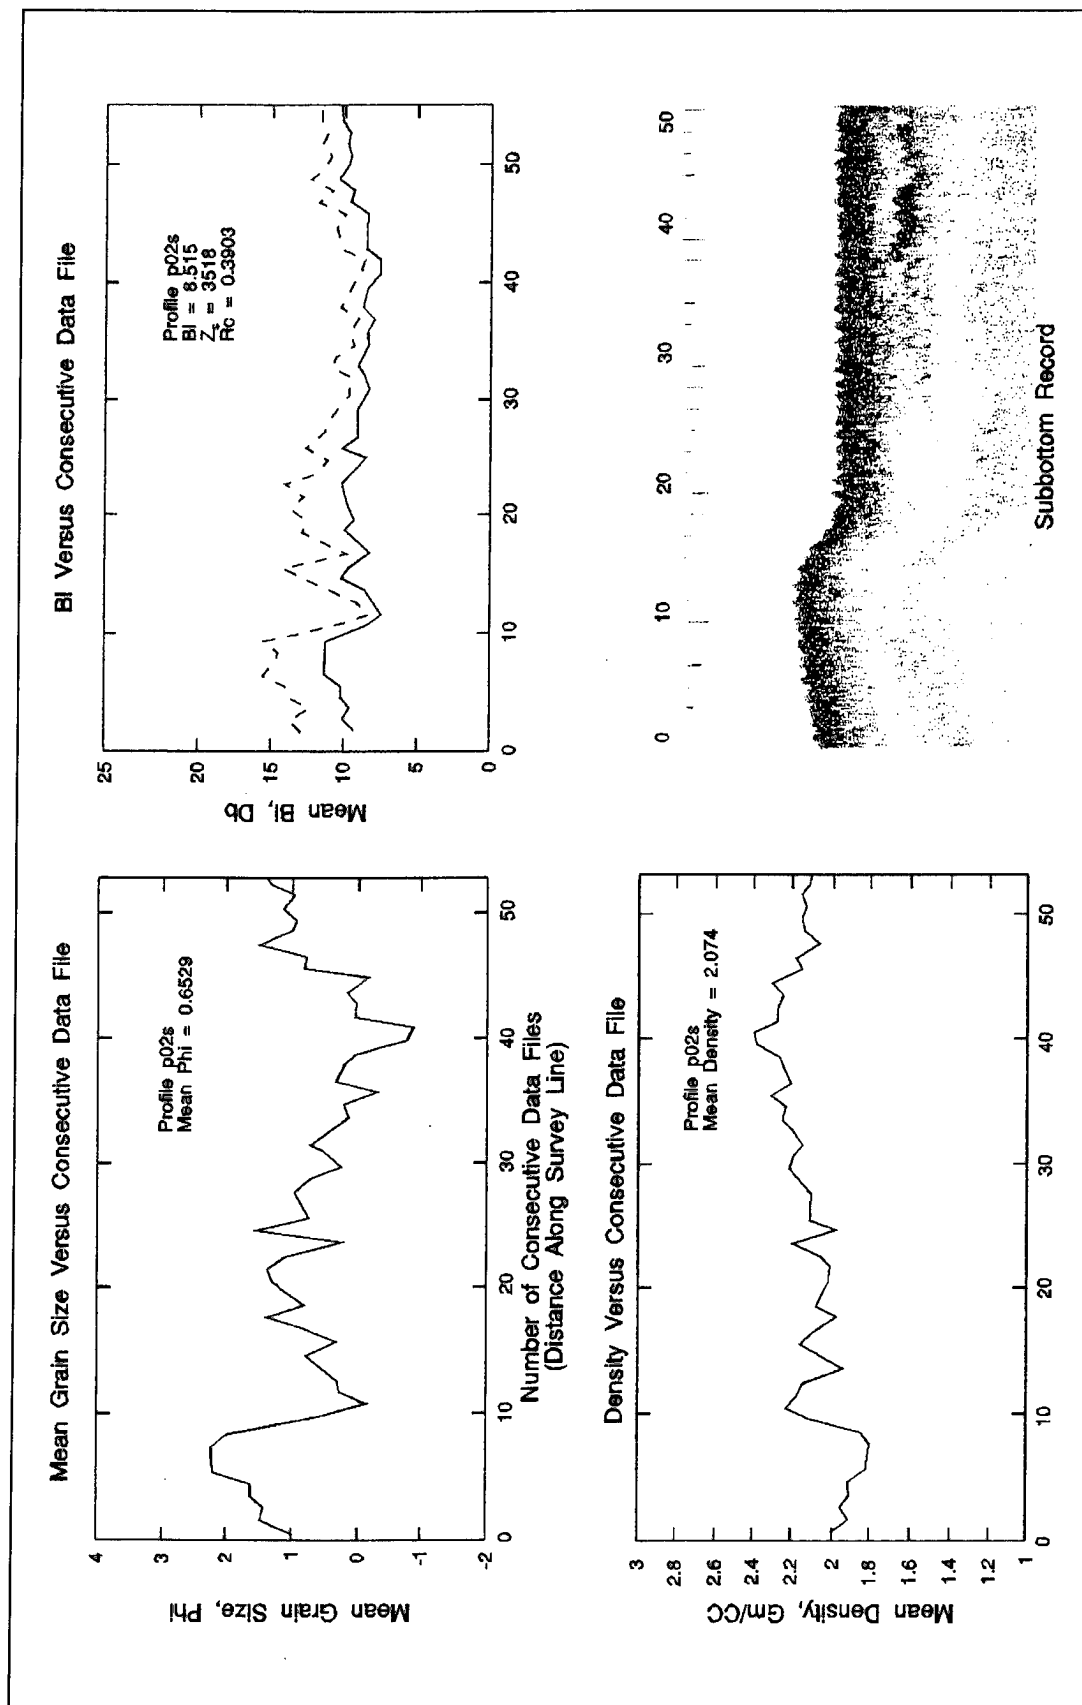 Mean Grain Size Versus Consecutive Data File
Mean Grain Size, Phi
4
3
2
1
0
-1
-2
Profile p02s
Mean Phi = 0.6529
0
10
20
30
40
50
Number of Consecutive Data Files
(Distance Along Survey Line)
BI Versus Consecutive Data File
Mean BI, Db
25
20
15
10
5
0
Profile p02s
BI = 8.515
Z = 3518
Rc = 0.3903
0
10
20
30
40
50
Density Versus Consecutive Data File
Mean Density, Gm/CC
3
2.8
2.6
2.4
2.2
2
1.8
1.6
1.4
1.2
1
Profile p02s
Mean Density = 2.074
0
10
20
30
40
50
0
10
20
30
40
50
Subbottom Record